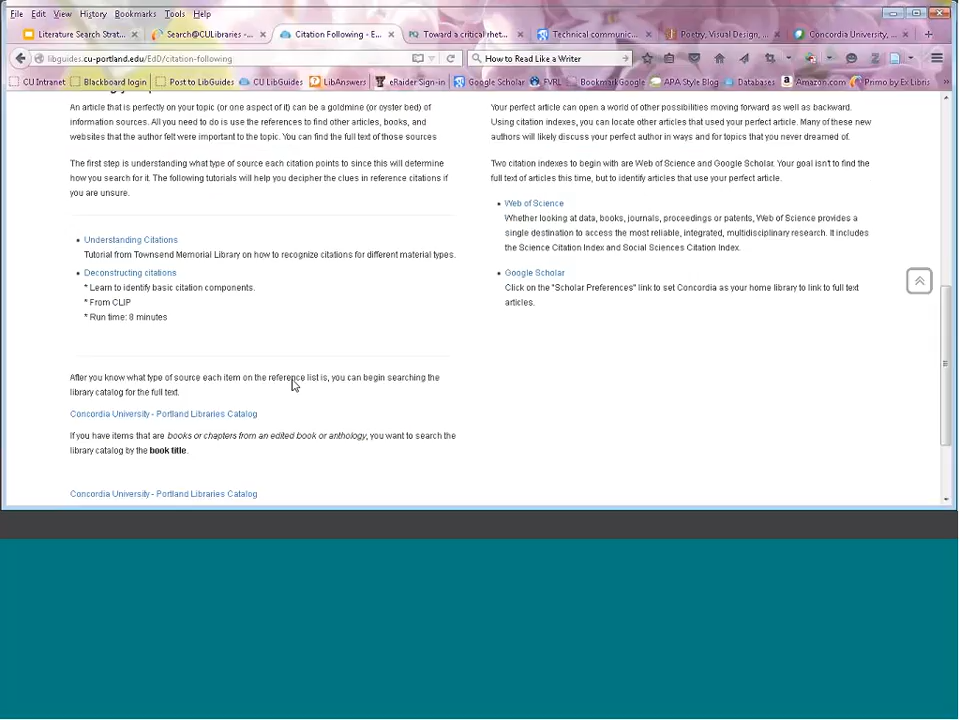 File Edit View History Bookmarks Tools Help
Literature Search Strat... × Search@CULibraries - ... × Citation Following - E... × Toward a critical rhet... × Technical communic... × Poetry, Visual Design, ... × Concordia University, ... × +
libguides.cu-portland.edu/EdD/citation-following How to Read Like a Writer
CU Intranet Blackboard login Post to LibGuides CU LibGuides LibAnswers eRaider Sign-in Google Scholar FVRL BookmarkGoogle APA Style Blog Databases Amazon.com Primo by Ex Libris
An article that is perfectly on your topic (or one aspect of it) can be a goldmine (or oyster bed) of
information sources. All you need to do is use the references to find other articles, books, and
websites that the author felt were important to the topic. You can find the full text of those sources
The first step is understanding what type of source each citation points to since this will determine
how you search for it. The following tutorials will help you decipher the clues in reference citations if
you are unsure.
• Understanding Citations
Tutorial from Townsend Memorial Library on how to recognize citations for different material types.
• Deconstructing citations
* Learn to identify basic citation components.
* From CLIP
* Run time: 8 minutes
After you know what type of source each item on the reference list is, you can begin searching the
library catalog for the full text.
Concordia University - Portland Libraries Catalog
If you have items that are books or chapters from an edited book or anthology, you want to search the
library catalog by the book title.
Concordia University - Portland Libraries Catalog
Your perfect article can open a world of other possibilities moving forward as well as backward.
Using citation indexes, you can locate other articles that used your perfect article. Many of these new
authors will likely discuss your perfect author in ways and for topics that you never dreamed of.
Two citation indexes to begin with are Web of Science and Google Scholar. Your goal isn't to find the
full text of articles this time, but to identify articles that use your perfect article.
• Web of Science
Whether looking at data, books, journals, proceedings or patents, Web of Science provides a
single destination to access the most reliable, integrated, multidisciplinary research. It includes
the Science Citation Index and Social Sciences Citation Index.
• Google Scholar
Click on the "Scholar Preferences" link to set Concordia as your home library to link to full text
articles.